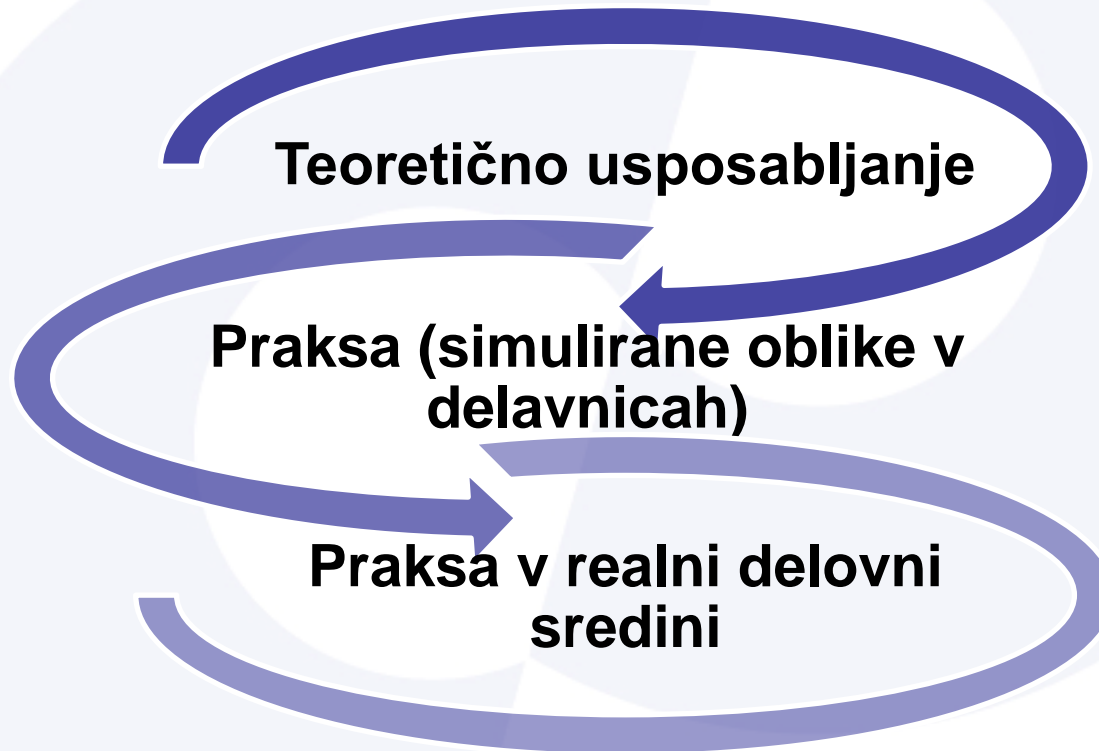 Teoretično usposabljanje
Praksa (simulirane oblike v
delavnicah)
Praksa v realni delovni
sredini